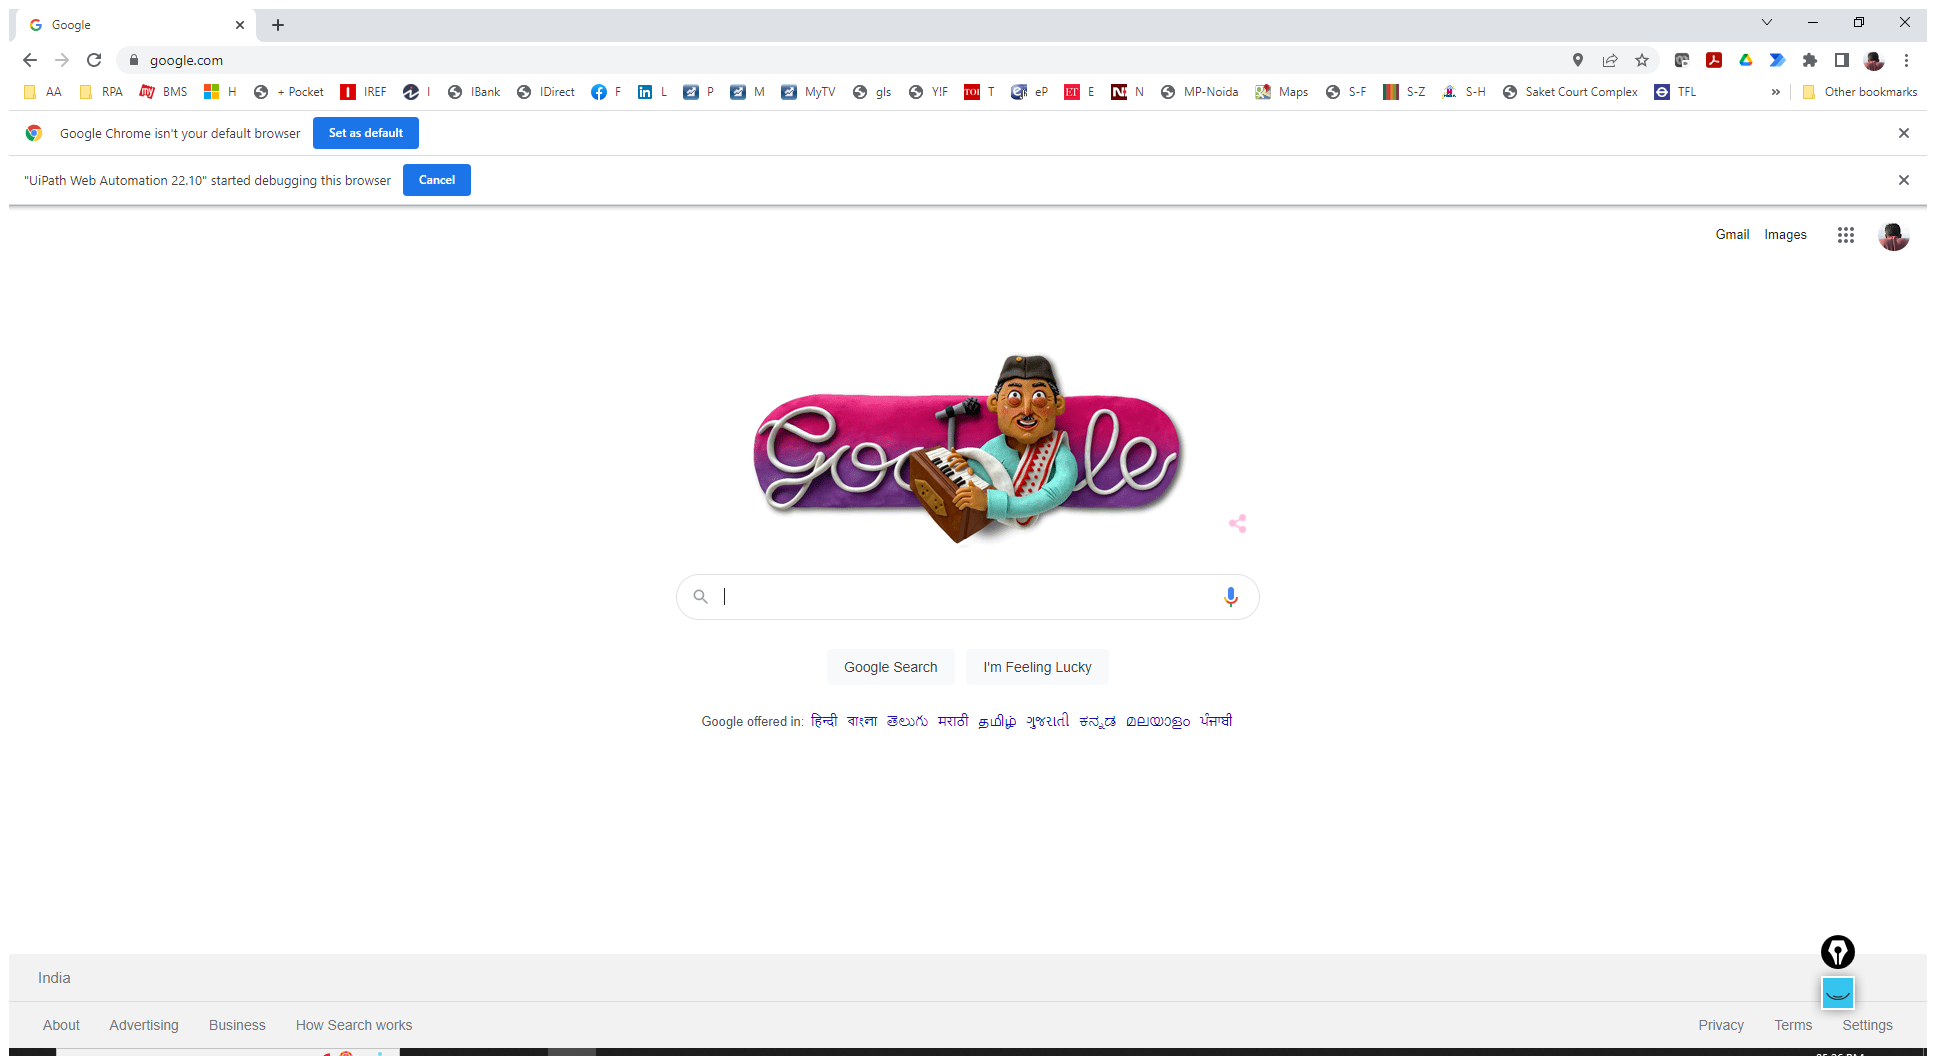 Google
google.com
AA RPA BMS H + Pocket IREF I IBank IDirect F L P M MyTV gls Y!F TOI T eP ET E N MP-Noida Maps S-F S-Z S-H Saket Court Complex TFL » Other bookmarks
Google Chrome isn't your default browser Set as default
"UiPath Web Automation 22.10" started debugging this browser Cancel
Gmail Images
Google
Google Search I'm Feeling Lucky
Google offered in: हिन्दी বাংলা తెలుగు मराठी தமிழ் ગુજરાતી ಕನ್ನಡ മലയാളം ਪੰਜਾਬੀ
India
About Advertising Business How Search works Privacy Terms Settings